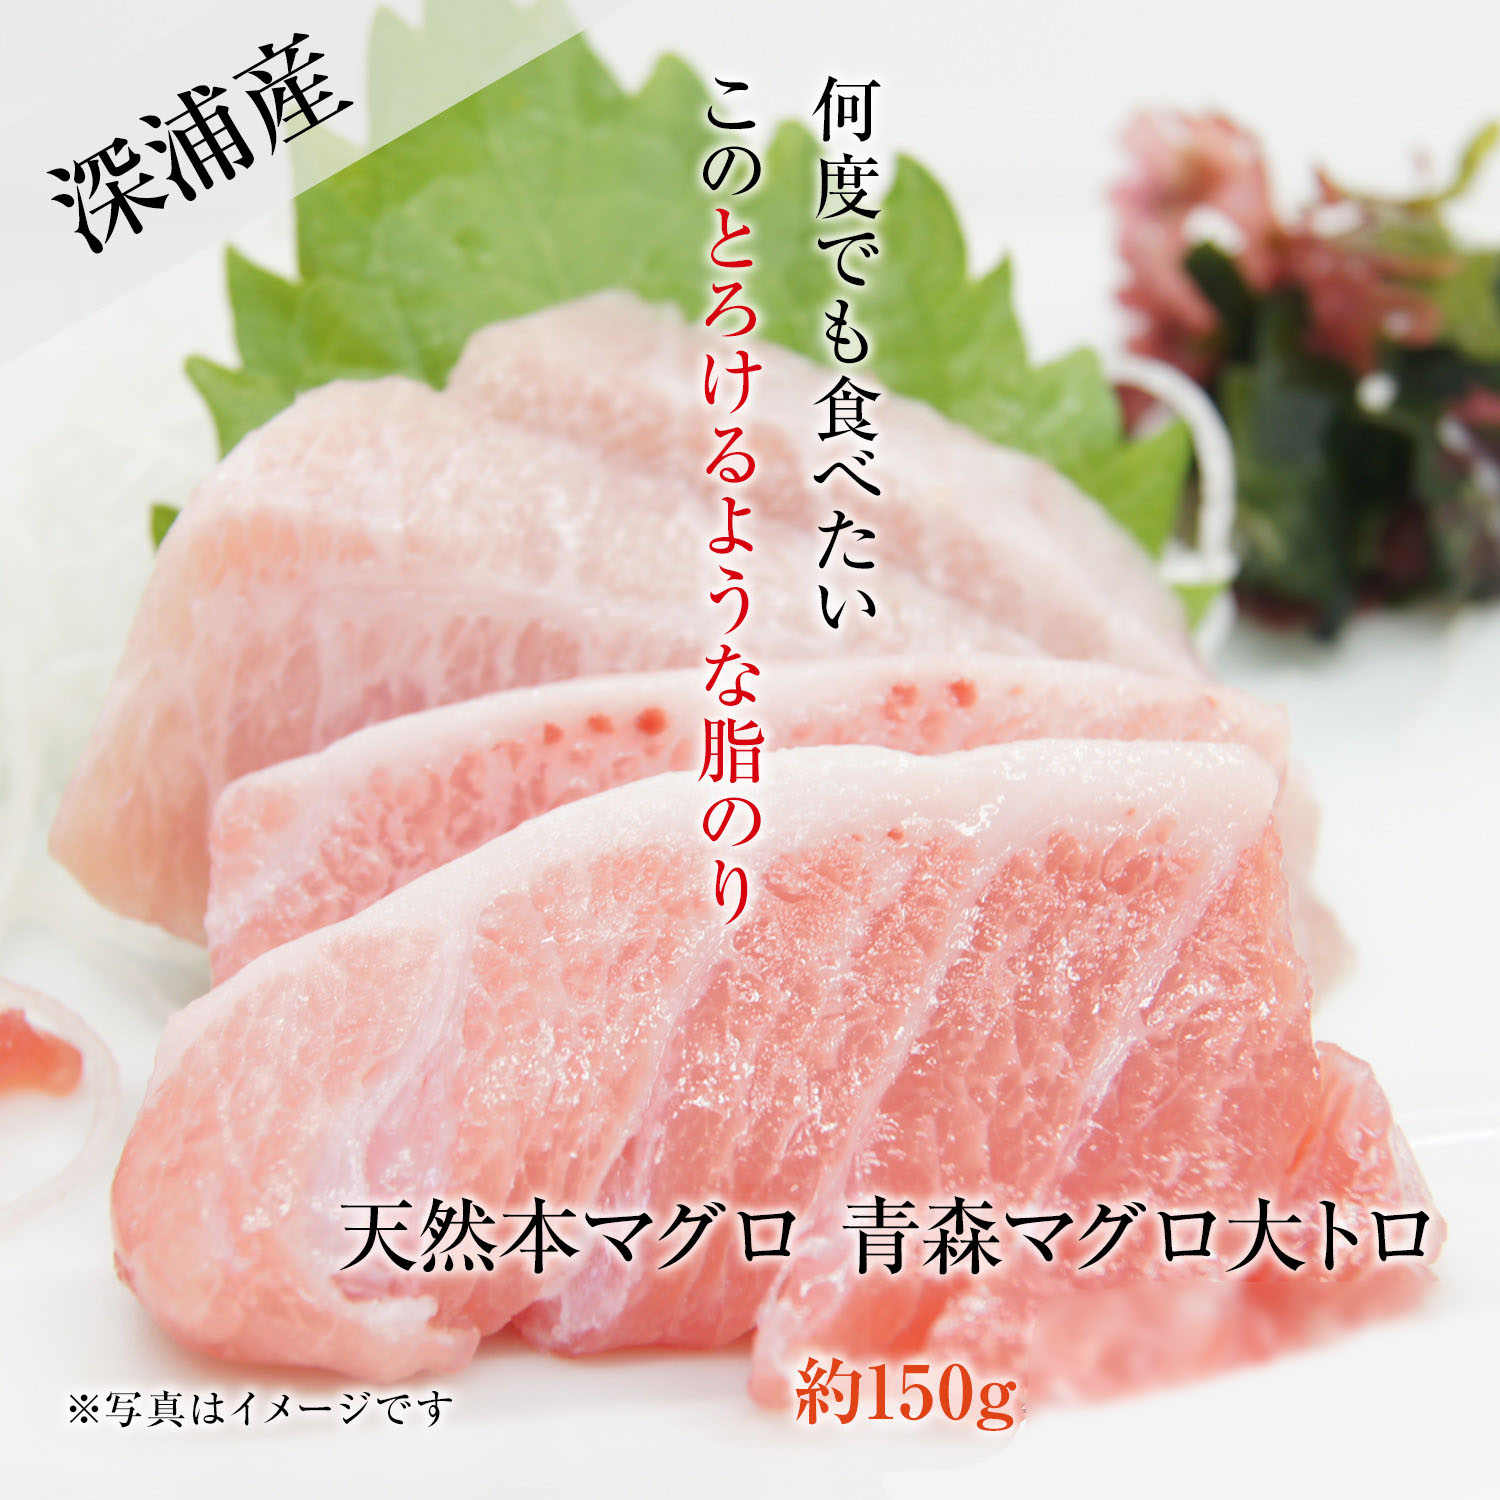 深浦産
何度でも食べたい
このとろけるような脂のり
天然本マグロ 青森マグロ大トロ
約150g
※写真はイメージです